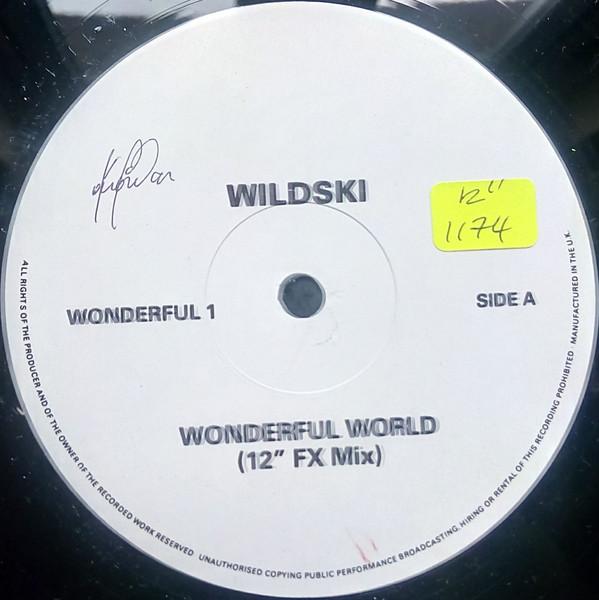 WILDSKI
12"
1174
WONDERFUL 1
SIDE A
WONDERFUL WORLD
(12" FX Mix)
ALL RIGHTS OF THE PRODUCER AND OF THE OWNER OF THE RECORDED WORK RESERVED · UNAUTHORISED COPYING PUBLIC PERFORMANCE BROADCASTING, HIRING OR RENTAL OF THIS RECORDING PROHIBITED · MANUFACTURED IN THE U.K.